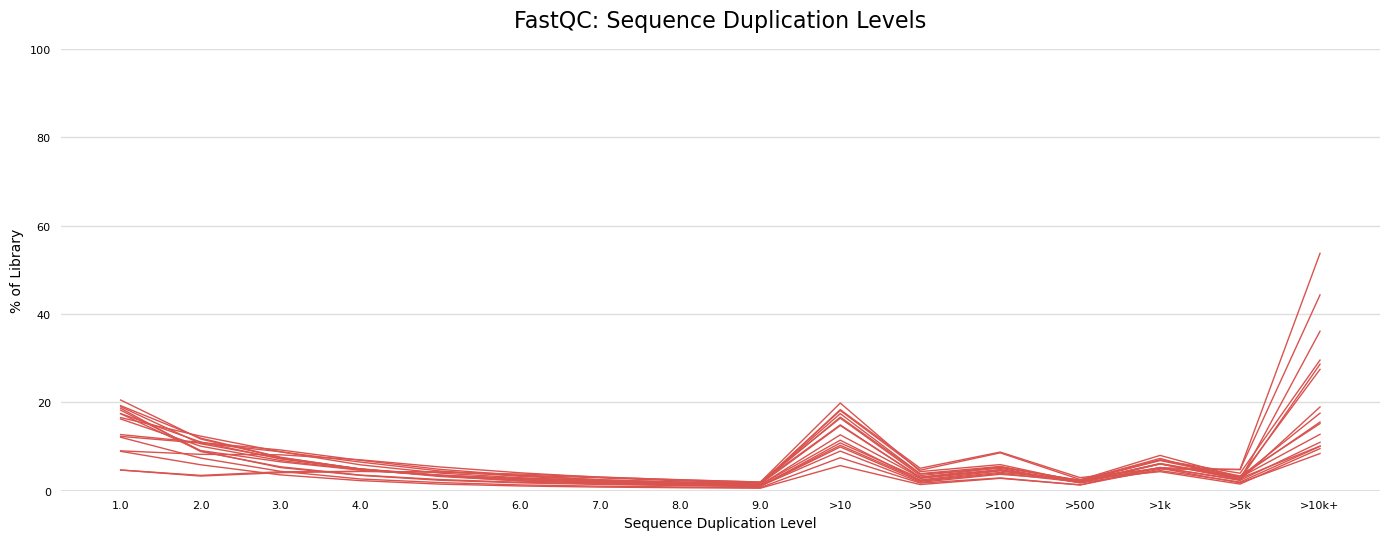 FastQC: Sequence Duplication Levels
100
80
60
40
20
0
% of Library
1.0 2.0 3.0 4.0 5.0 6.0 7.0 8.0 9.0 >10 >50 >100 >500 >1k >5k >10k+
Sequence Duplication Level